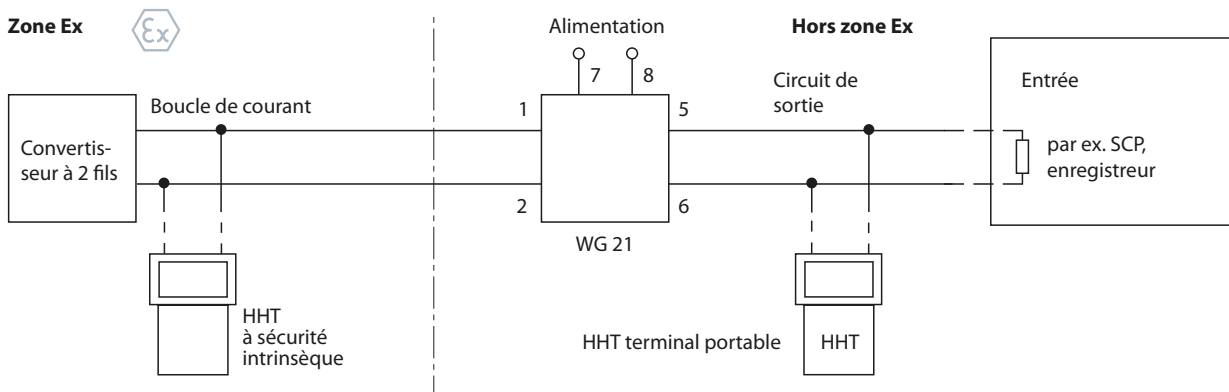 Zone Ex
Ex
Alimentation
Hors zone Ex
7
8
Boucle de courant
1
5
Circuit de
sortie
Entrée
Convertis-
seur à 2 fils
par ex. SCP,
enregistreur
2
6
WG 21
HHT
à sécurité
intrinsèque
HHT terminal portable
HHT